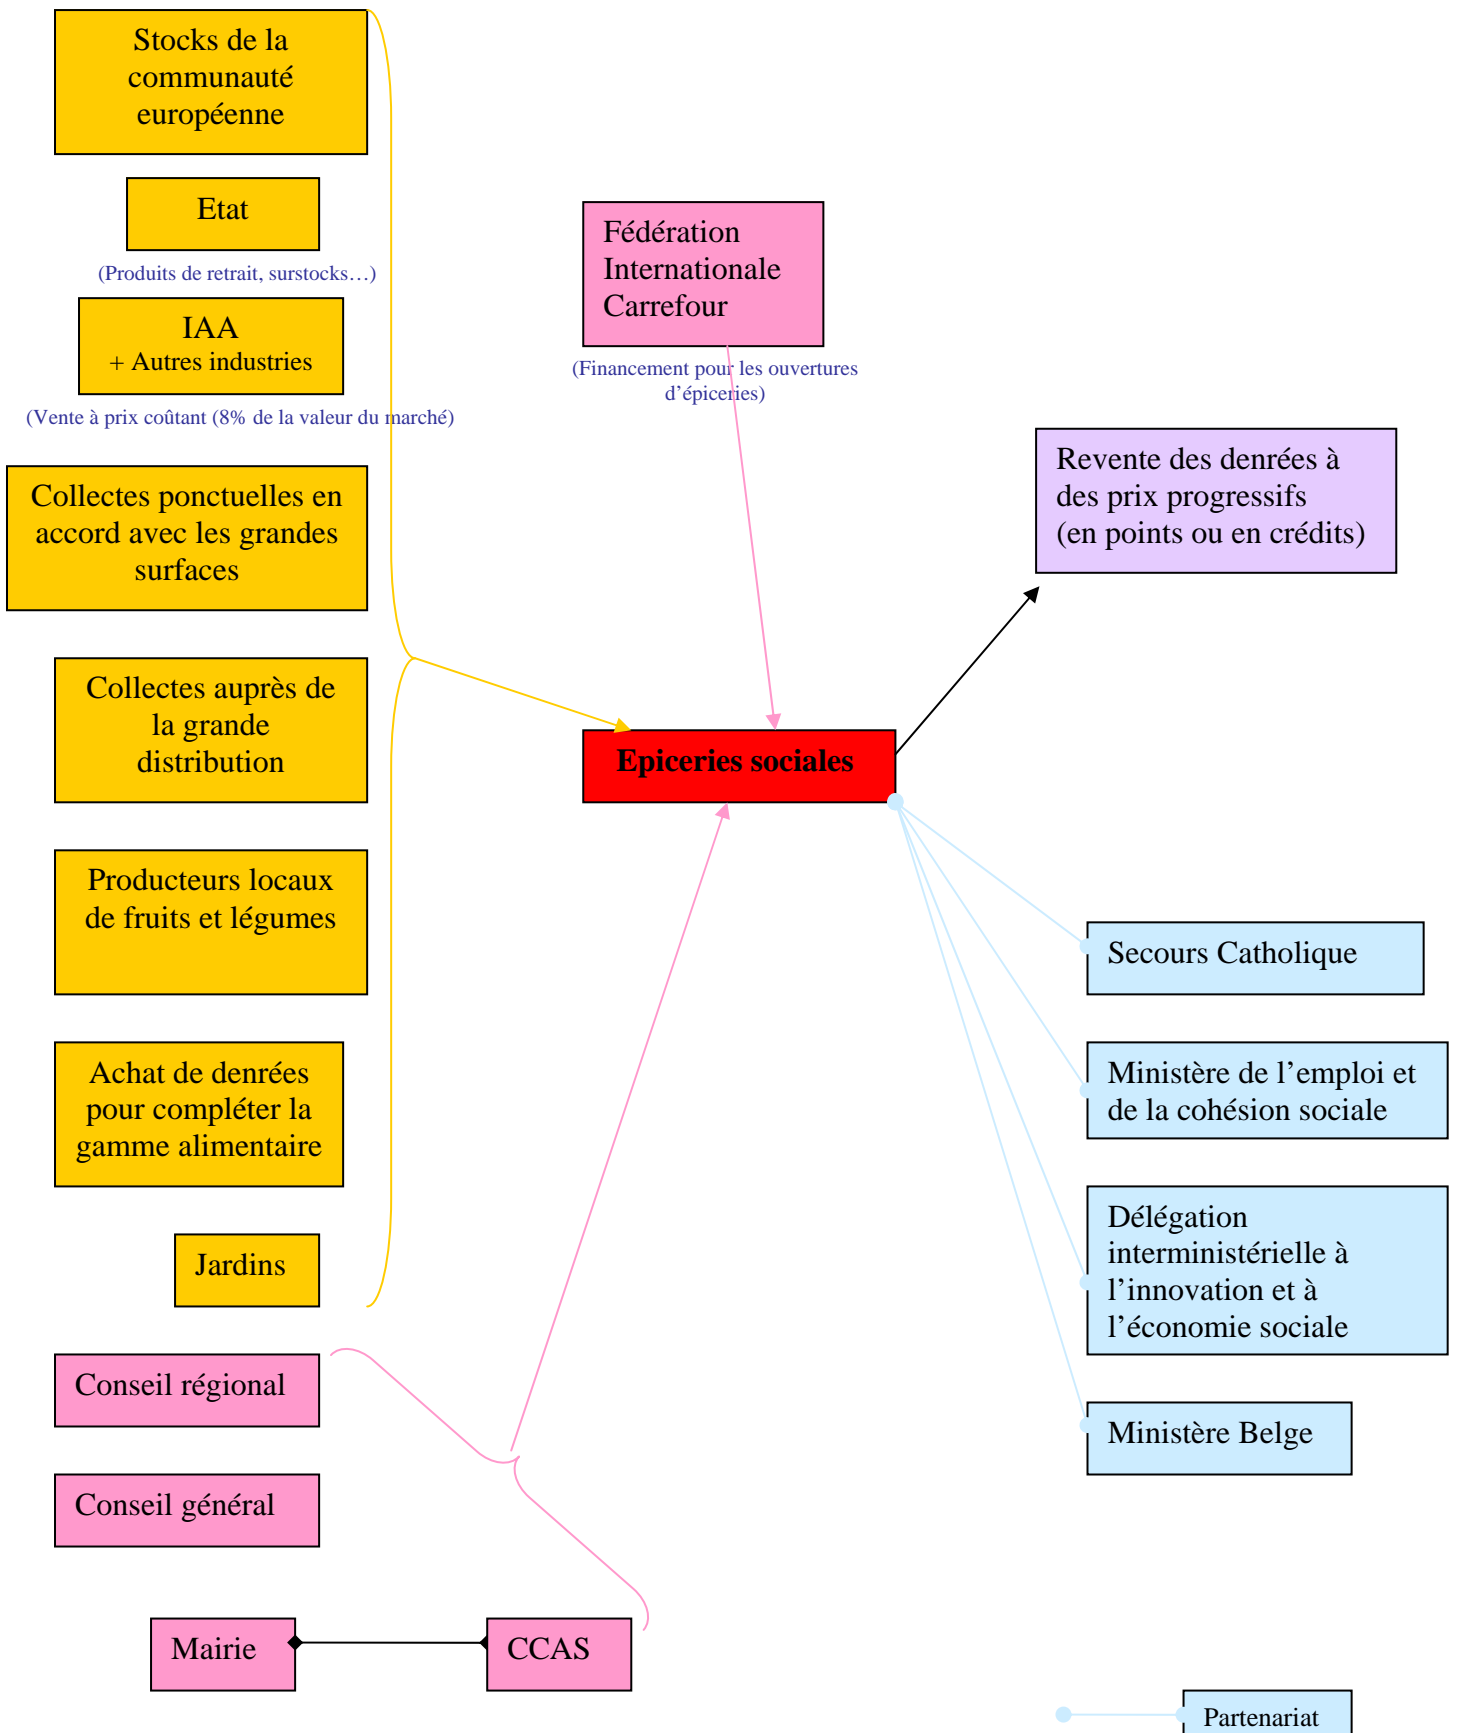 Stocks de la
communauté
européenne
Etat
(Produits de retrait, surstocks…)
IAA
+ Autres industries
(Vente à prix coûtant (8% de la valeur du marché)
Collectes ponctuelles en
accord avec les grandes
surfaces
Collectes auprès de
la grande
distribution
Producteurs locaux
de fruits et légumes
Achat de denrées
pour compléter la
gamme alimentaire
Jardins
Conseil régional
Conseil général
Mairie
CCAS
Fédération
Internationale
Carrefour
(Financement pour les ouvertures
d’épiceries)
Epiceries sociales
Revente des denrées à
des prix progressifs
(en points ou en crédits)
Secours Catholique
Ministère de l’emploi et
de la cohésion sociale
Délégation
interministérielle à
l’innovation et à
l’économie sociale
Ministère Belge
Partenariat